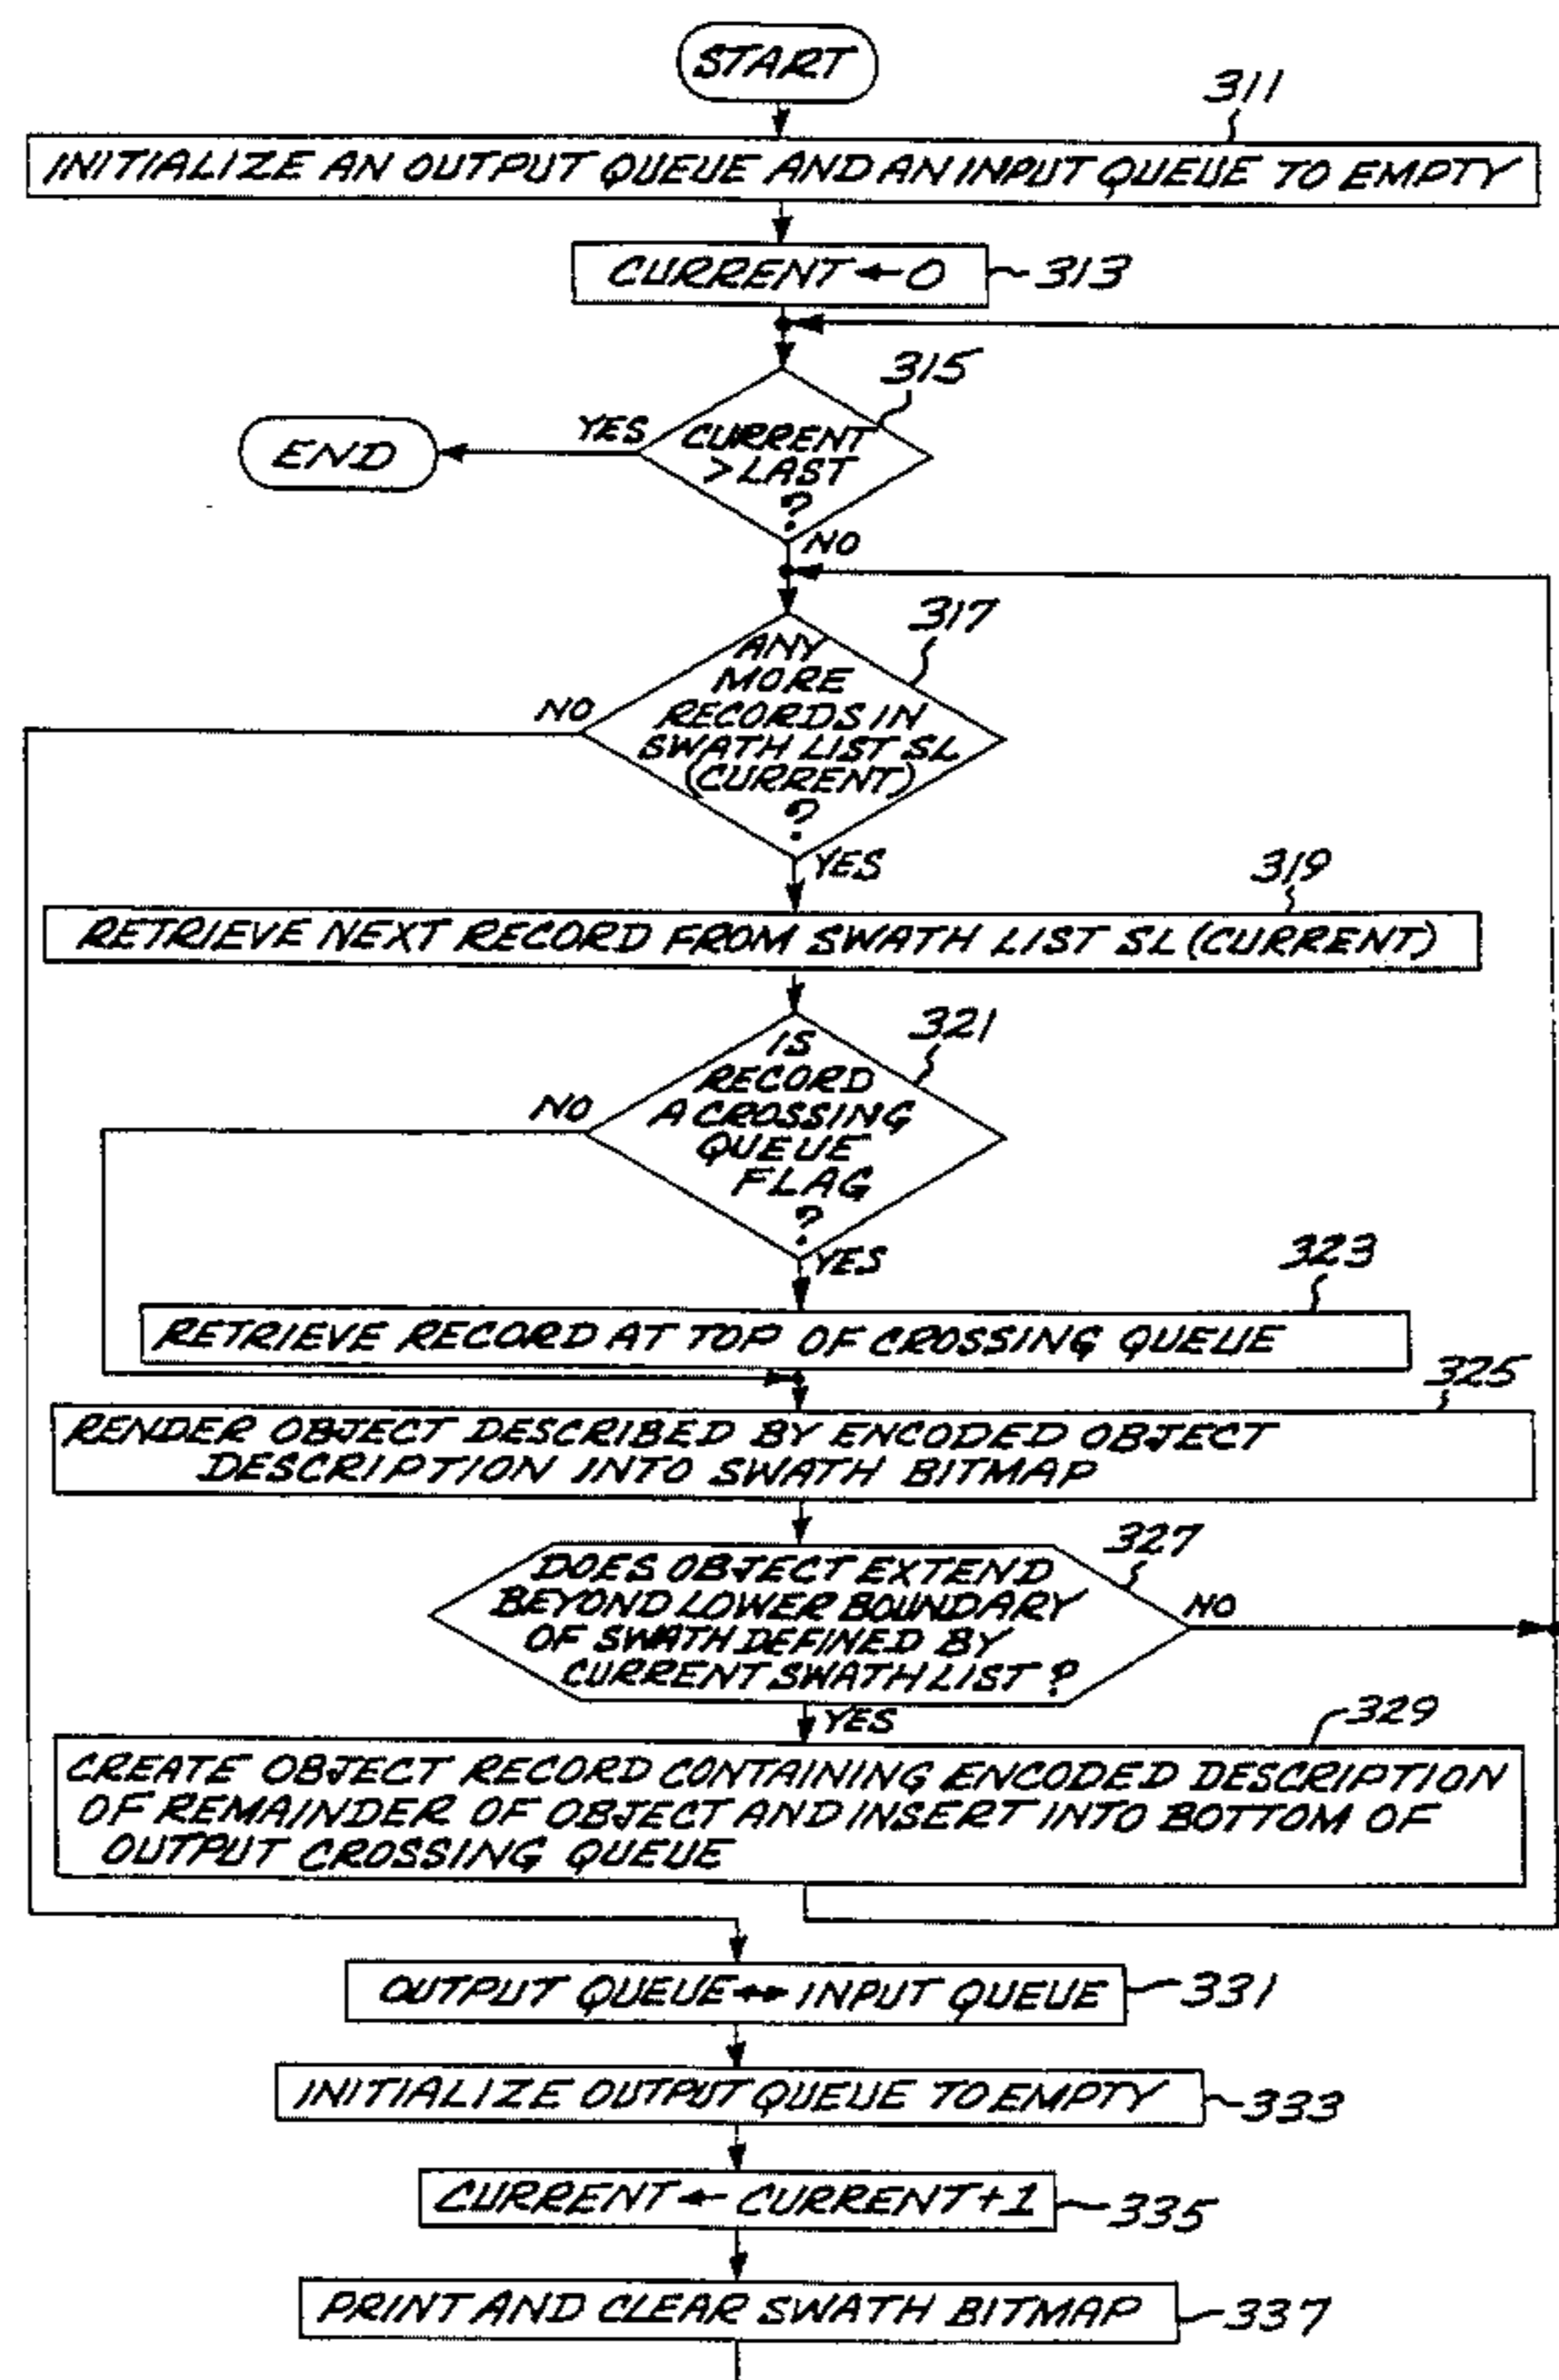 START
311
INITIALIZE AN OUTPUT QUEUE AND AN INPUT QUEUE TO EMPTY
CURRENT ← 0
313
315
CURRENT
> LAST
?
YES
END
NO
317
ANY
MORE
RECORDS IN
SWATH LIST SL
(CURRENT)
?
NO
YES
319
RETRIEVE NEXT RECORD FROM SWATH LIST SL (CURRENT)
321
IS
RECORD
A CROSSING
QUEUE
FLAG
?
NO
YES
323
RETRIEVE RECORD AT TOP OF CROSSING QUEUE
325
RENDER OBJECT DESCRIBED BY ENCODED OBJECT
DESCRIPTION INTO SWATH BITMAP
327
DOES OBJECT EXTEND
BEYOND LOWER BOUNDARY
OF SWATH DEFINED BY
CURRENT SWATH LIST ?
NO
YES
329
CREATE OBJECT RECORD CONTAINING ENCODED DESCRIPTION
OF REMAINDER OF OBJECT AND INSERT INTO BOTTOM OF
OUTPUT CROSSING QUEUE
OUTPUT QUEUE ↔ INPUT QUEUE
331
INITIALIZE OUTPUT QUEUE TO EMPTY
333
CURRENT ← CURRENT + 1
335
PRINT AND CLEAR SWATH BITMAP
337